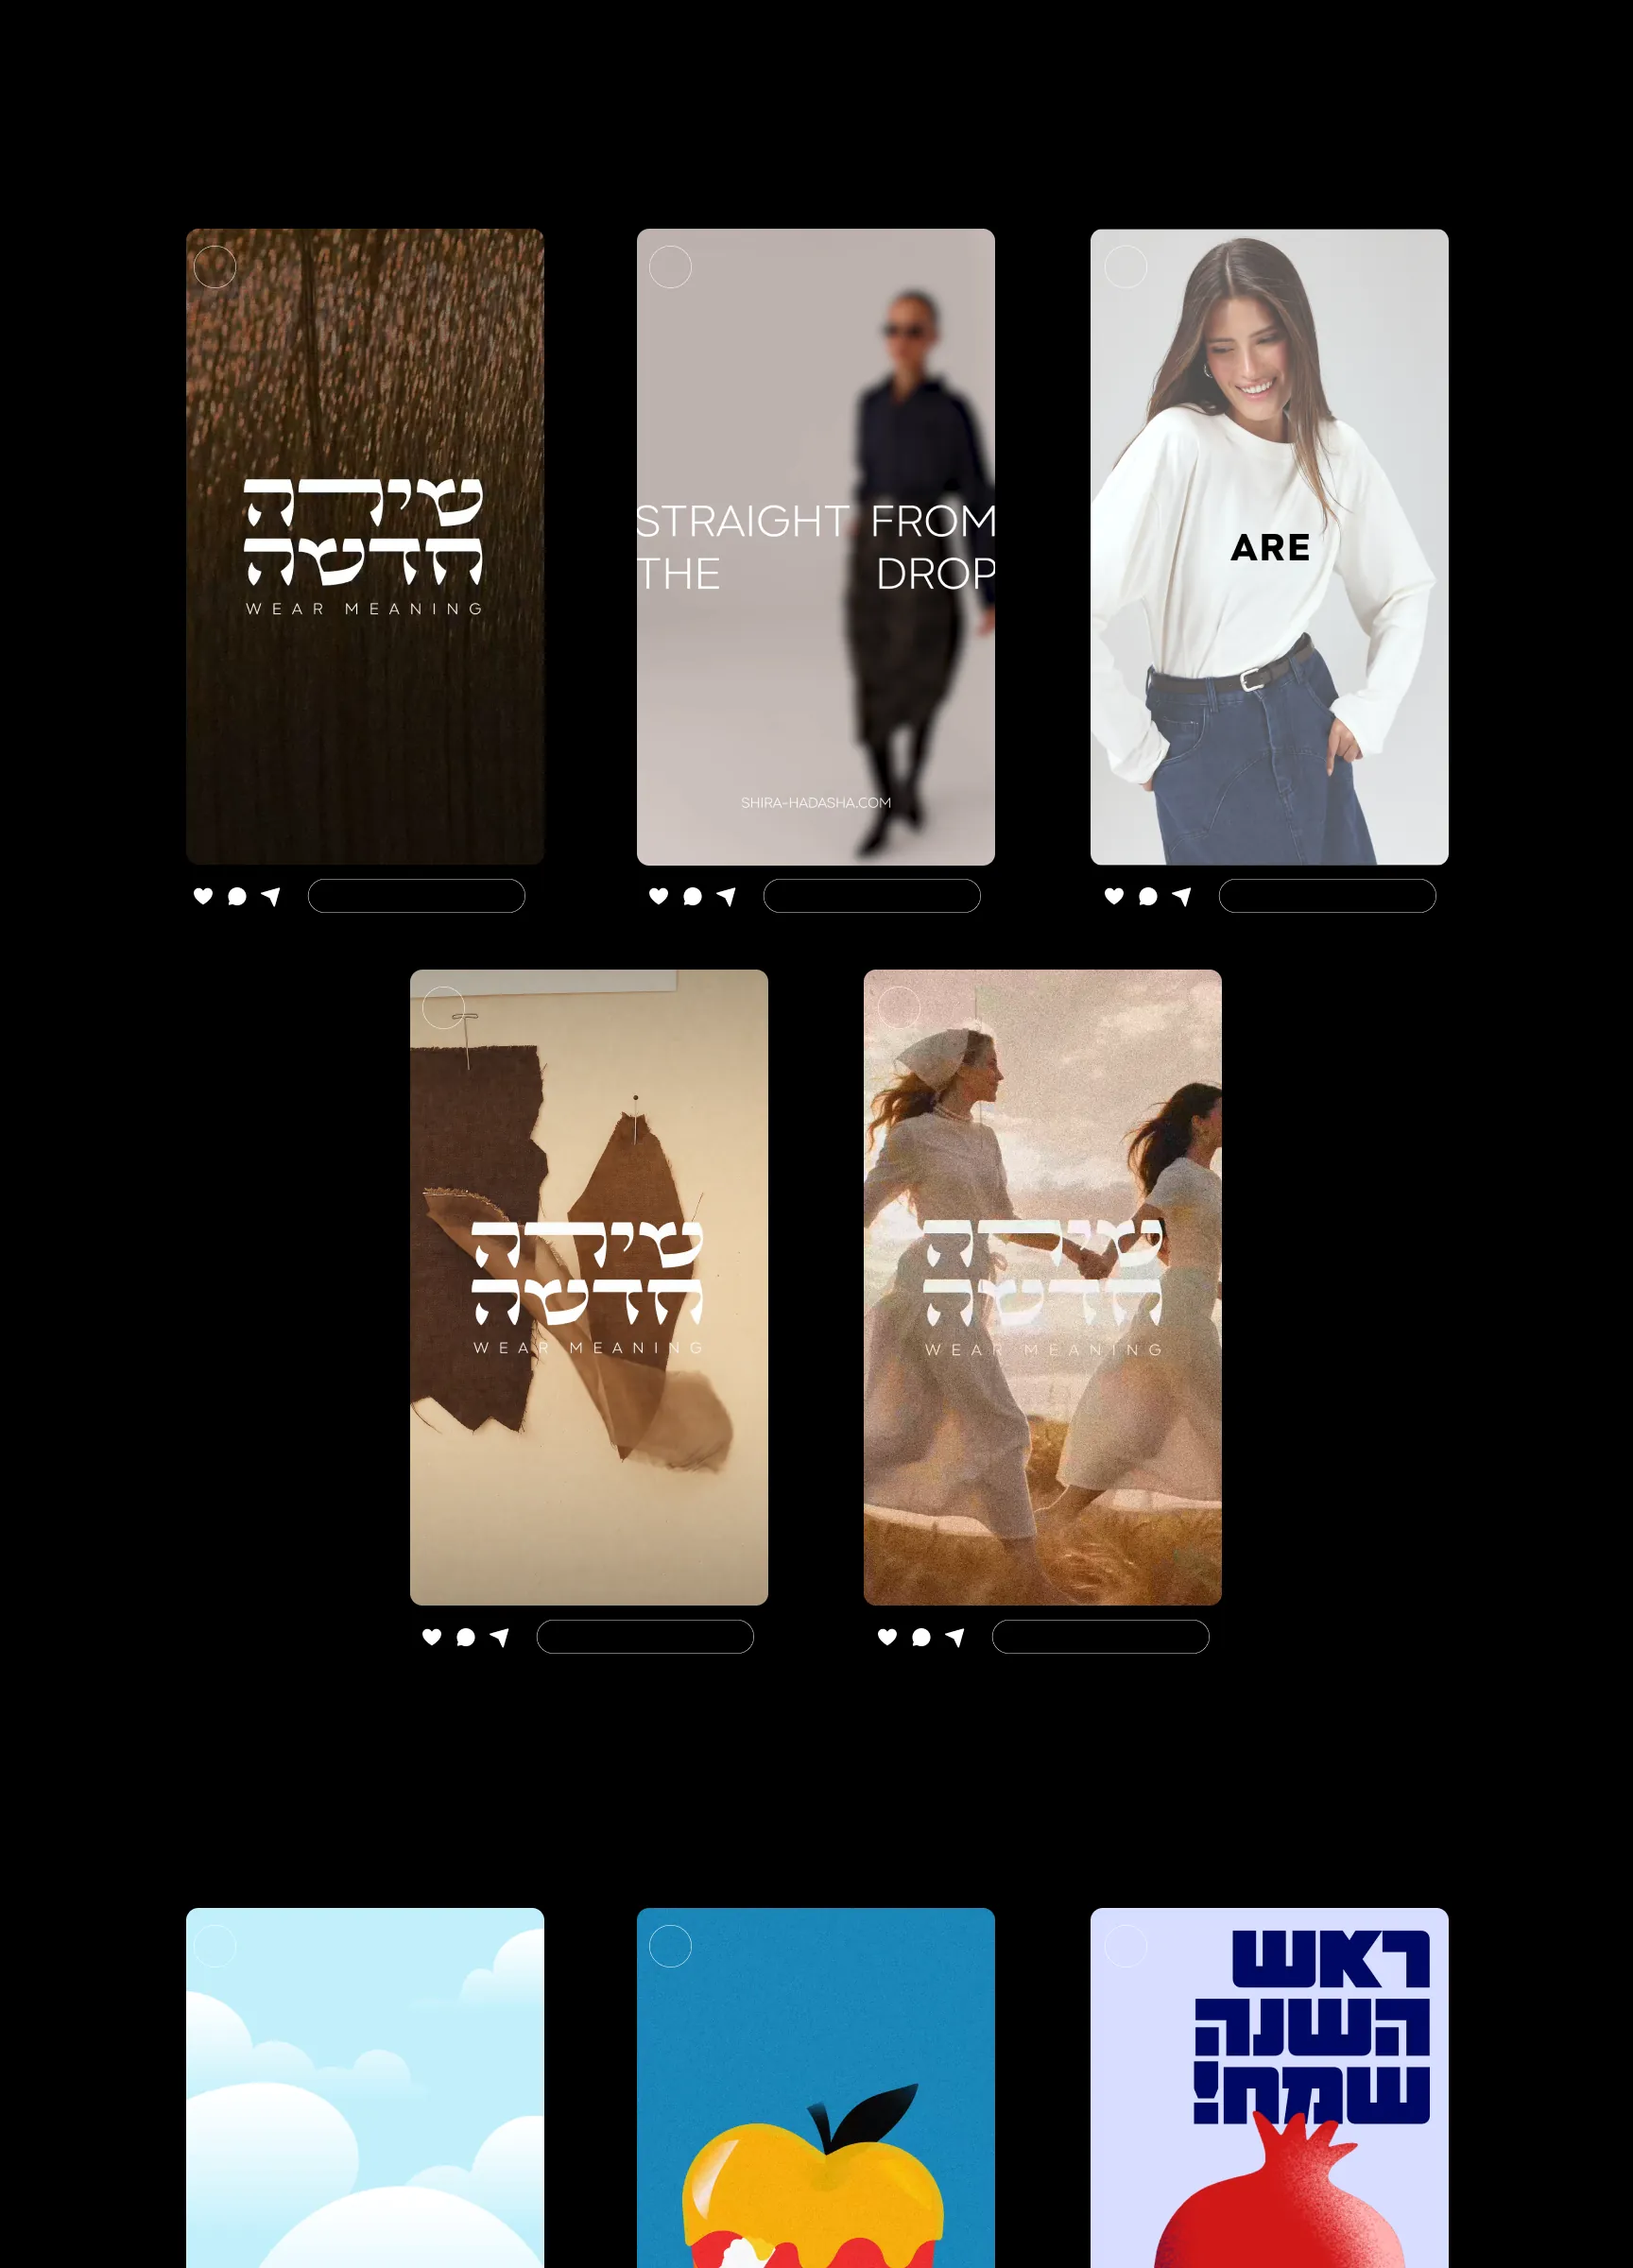 שירה
חדשה
WEAR MEANING
STRAIGHT FROM
THE DROP
SHIRA-HADASHA.COM
ARE
שירה
חדשה
WEAR MEANING
שירה
חדשה
WEAR MEANING
ראש
השנה
שמח!